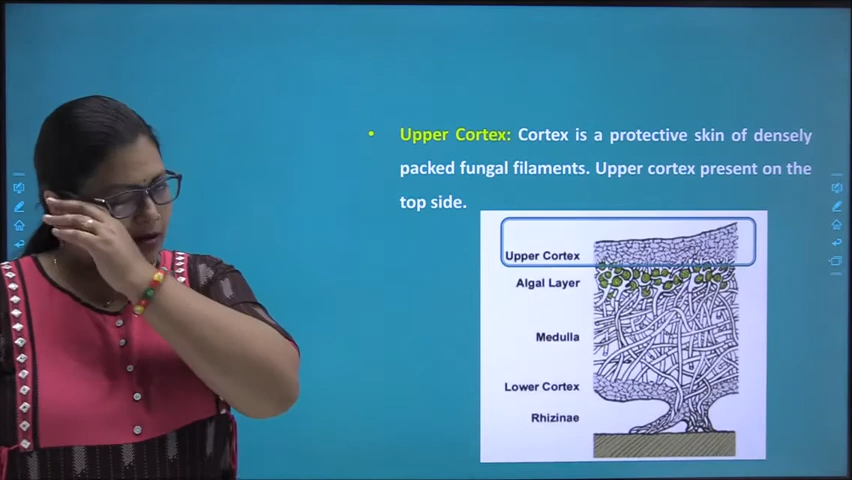 • Upper Cortex: Cortex is a protective skin of densely
packed fungal filaments. Upper cortex present on the
top side.
Upper Cortex
Algal Layer
Medulla
Lower Cortex
Rhizinae